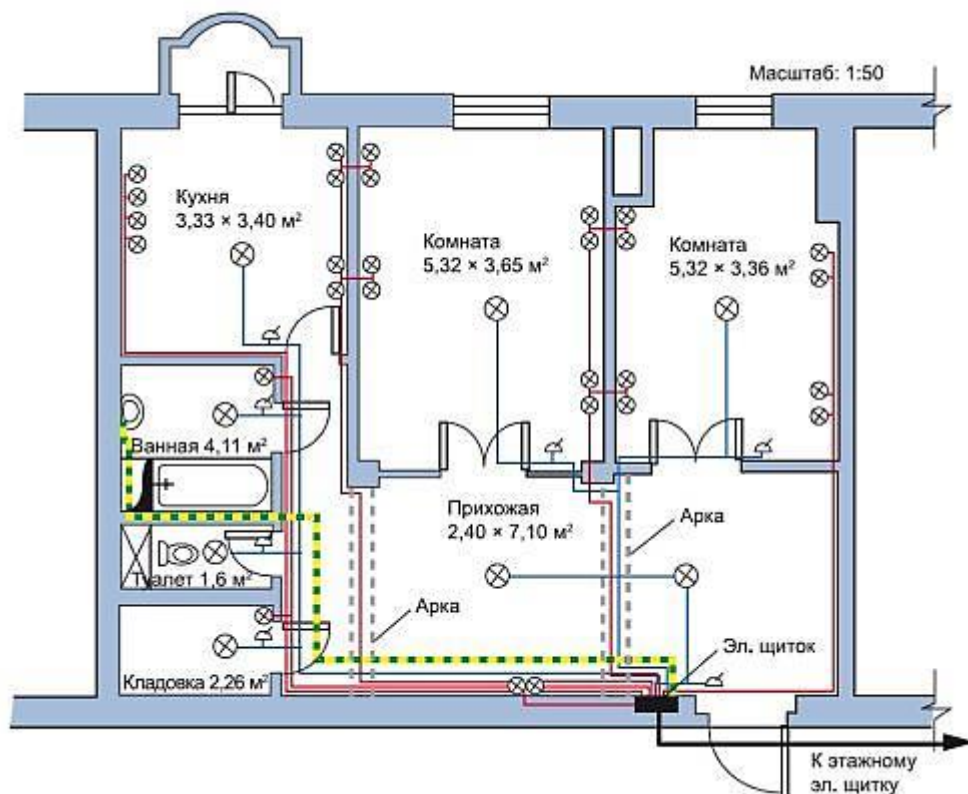 Масштаб: 1:50
Кухня
3,33 × 3,40 м²
Комната
5,32 × 3,65 м²
Комната
5,32 × 3,36 м²
Ванная 4,11 м²
Прихожая
2,40 × 7,10 м²
Арка
Туалет 1,6 м²
Арка
Эл. щиток
Кладовка 2,26 м²
К этажному
эл. щитку